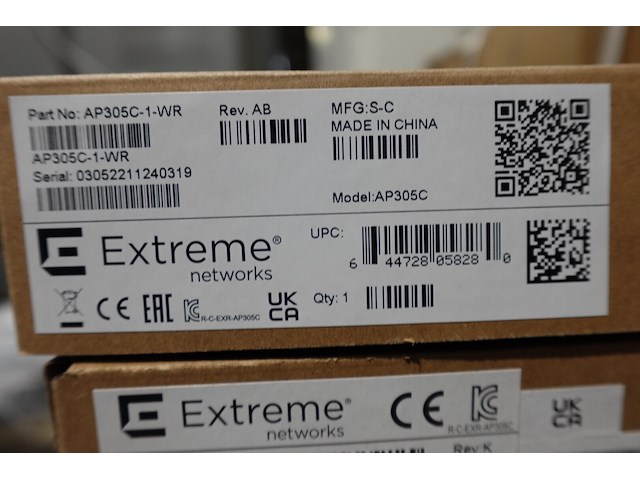 Part No: AP305C-1-WR
Rev. AB
MFG:S-C
MADE IN CHINA
AP305C-1-WR
Serial: 03052211240319
Model:AP305C
Extreme®
networks
UPC:
6 44728 05828 0
CE EAC R-C-EXR-AP305C UK CA
Qty: 1
Extreme®
networks
CE
R-C-EXR-AP305C
UK
CA
Rev:K